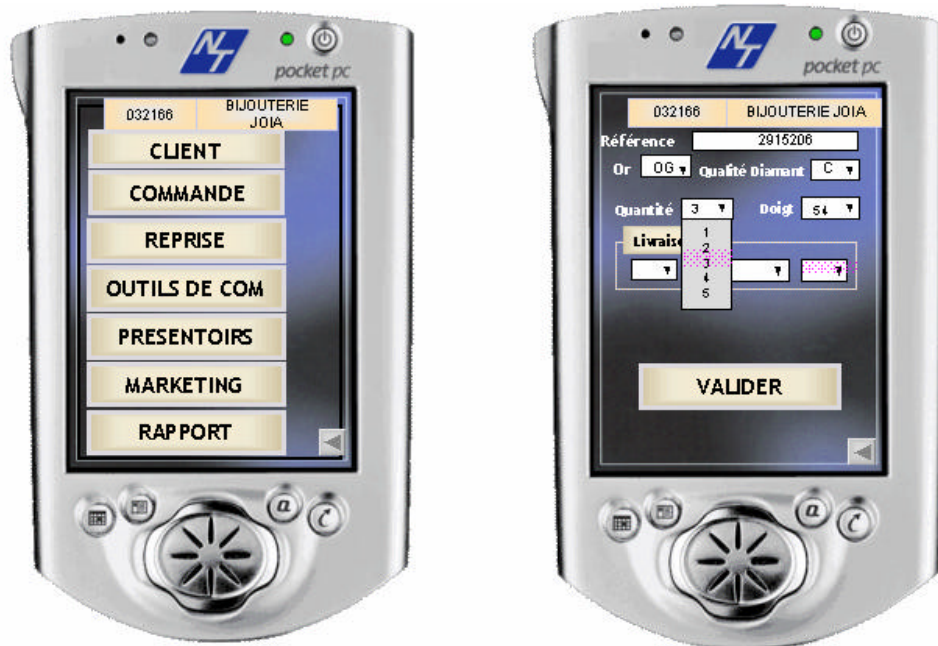 NT
pocket pc
032166
BIJOUTERIE
JOIA
CLIENT
COMMANDE
REPRISE
OUTILS DE COM
PRESENTOIRS
MARKETING
RAPPORT
a
NT
pocket pc
032166 BIJOUTERIE JOIA
Référence 2915206
Or OG Qualité Diamant C
Quantité 3 Doigt 54
1
Livraise
2
3
4
5
VALIDER
a